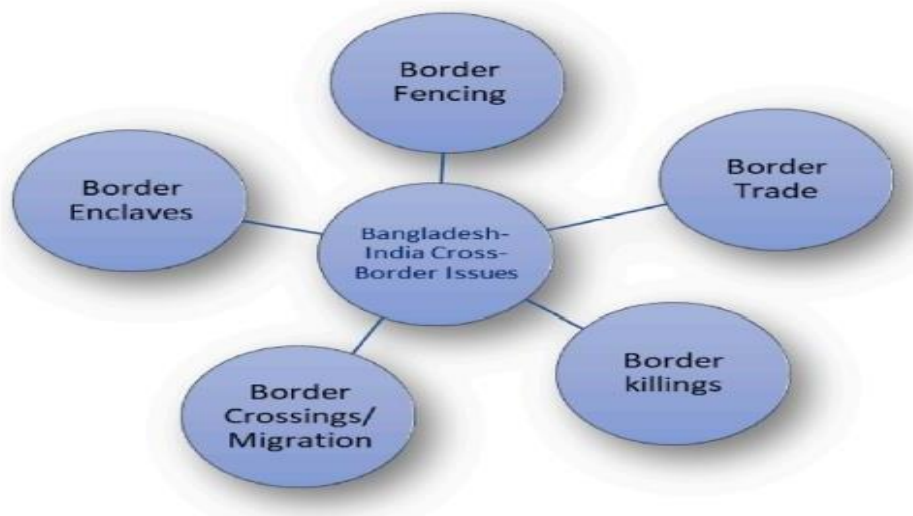 Border
Fencing
Border
Trade
Border
Enclaves
Bangladesh-
India Cross-
Border Issues
Border
killings
Border
Crossings/
Migration